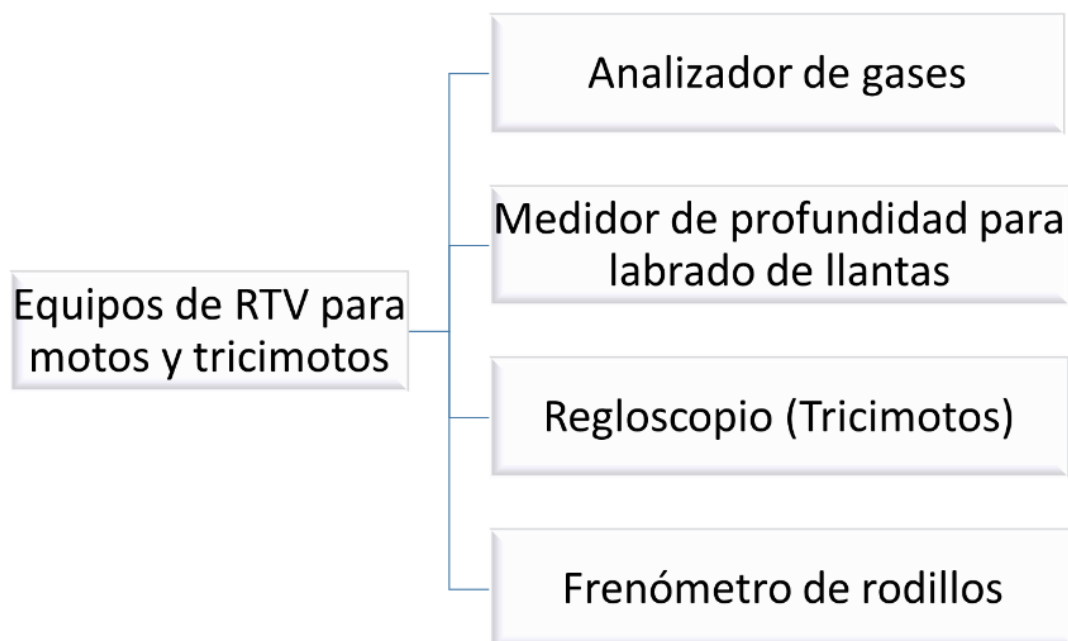 Analizador de gases
Medidor de profundidad para
labrado de llantas
Equipos de RTV para
motos y tricimotos
Regloscopio (Tricimotos)
Frenómetro de rodillos